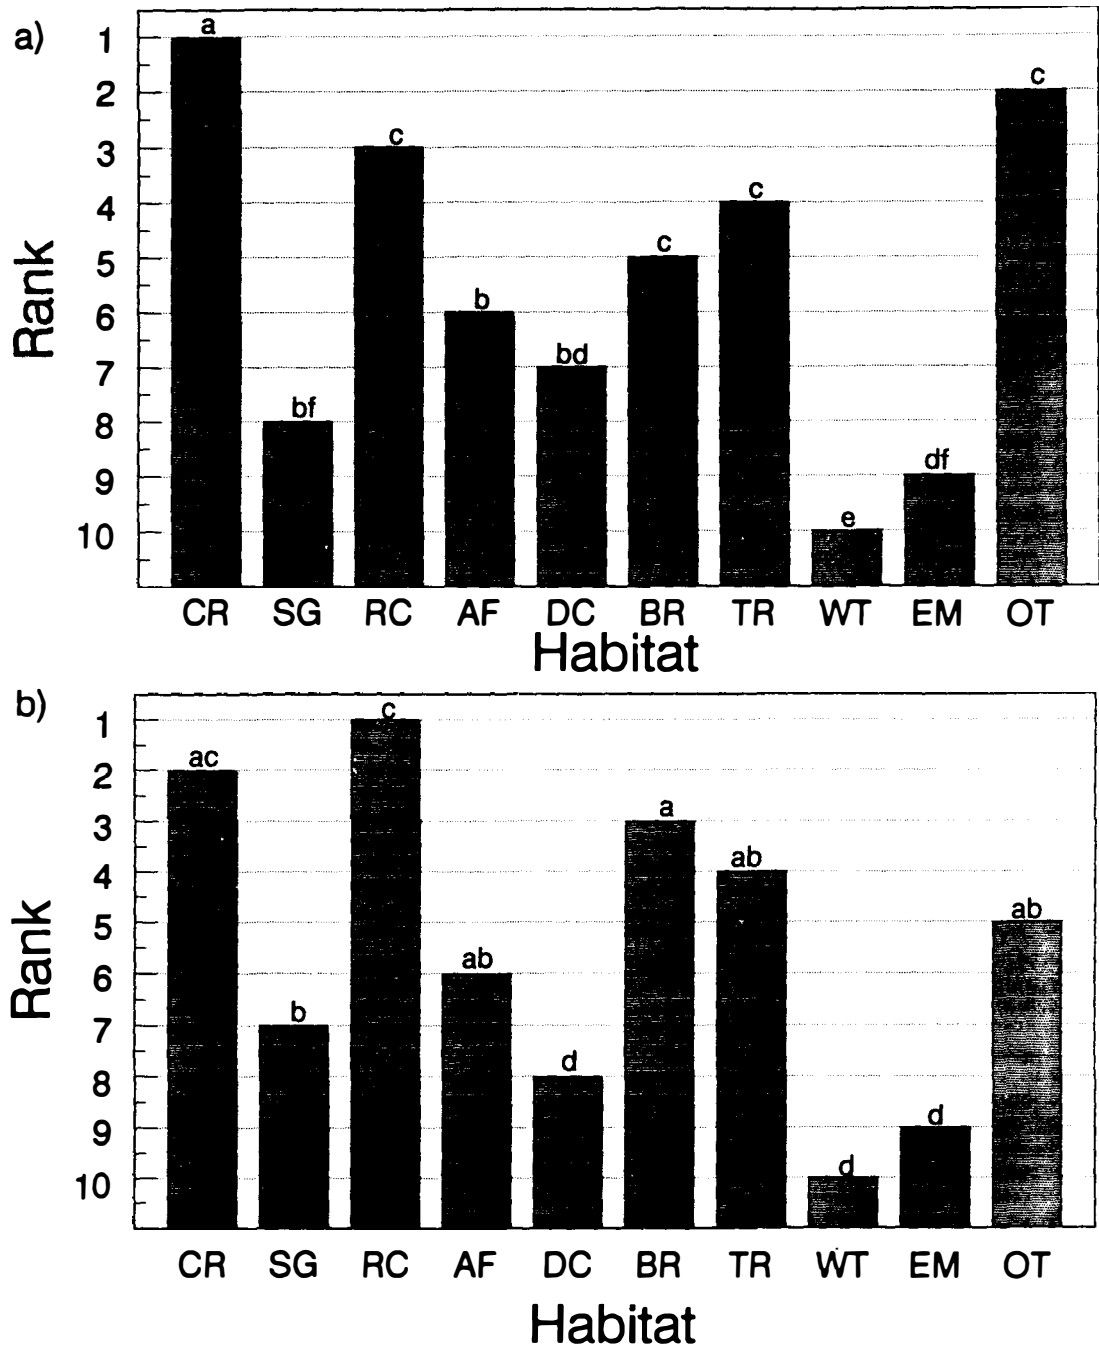 a)
Rank
1
2
3
4
5
6
7
8
9
10
a
bf
c
b
bd
c
c
e
df
c
CR SG RC AF DC BR TR WT EM OT
Habitat
b)
Rank
1
2
3
4
5
6
7
8
9
10
ac
b
c
ab
d
a
ab
d
d
ab
CR SG RC AF DC BR TR WT EM OT
Habitat